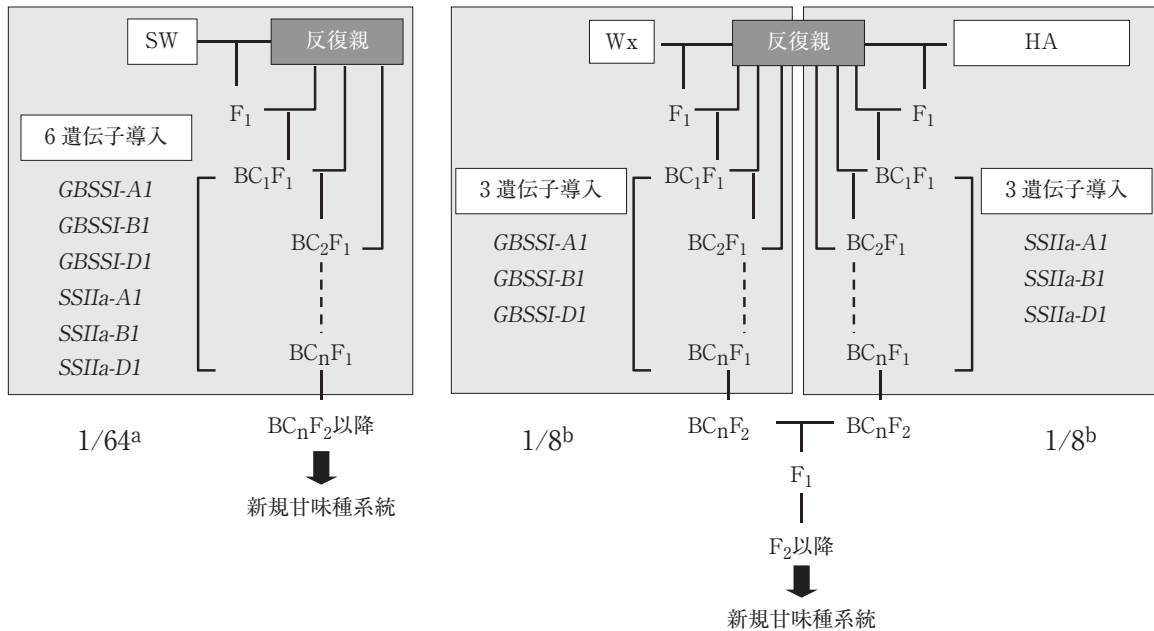 SW
反復親
F1
6 遺伝子導入
BC1F1
GBSSI-A1
GBSSI-B1
GBSSI-D1
SSIIa-A1
SSIIa-B1
SSIIa-D1
BC2F1
BCnF1
1/64a
BCnF2以降
新規甘味種系統
Wx
反復親
HA
F1
F1
BC1F1
BC1F1
3 遺伝子導入
3 遺伝子導入
GBSSI-A1
GBSSI-B1
GBSSI-D1
BC2F1
BC2F1
SSIIa-A1
SSIIa-B1
SSIIa-D1
BCnF1
BCnF1
1/8b
BCnF2
BCnF2
1/8b
F1
F2以降
新規甘味種系統